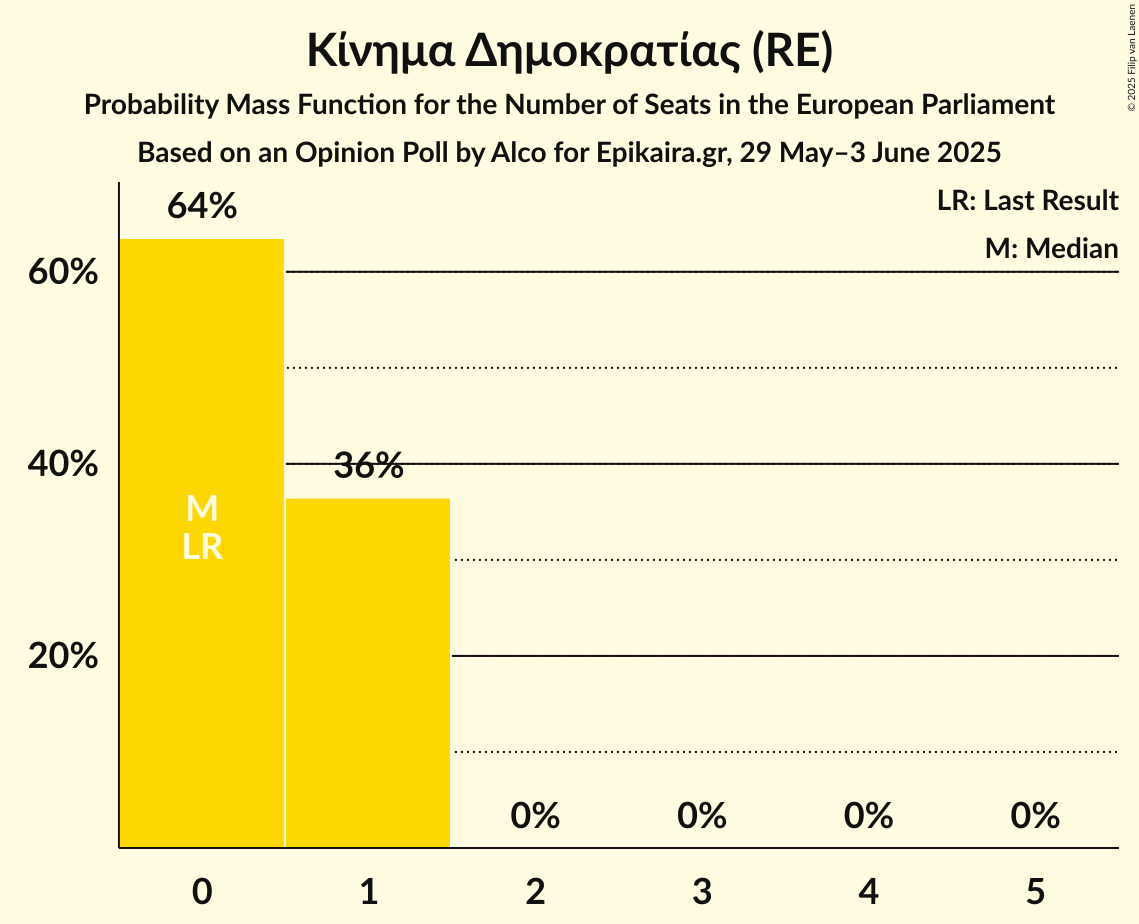 Κίνημα Δημοκρατίας (RE)
Probability Mass Function for the Number of Seats in the European Parliament
Based on an Opinion Poll by Alco for Epikaira.gr, 29 May–3 June 2025
© 2025 Filip van Laenen
LR: Last Result
M: Median
64%
60%
40%
36%
M
LR
20%
0% 0% 0% 0%
0 1 2 3 4 5